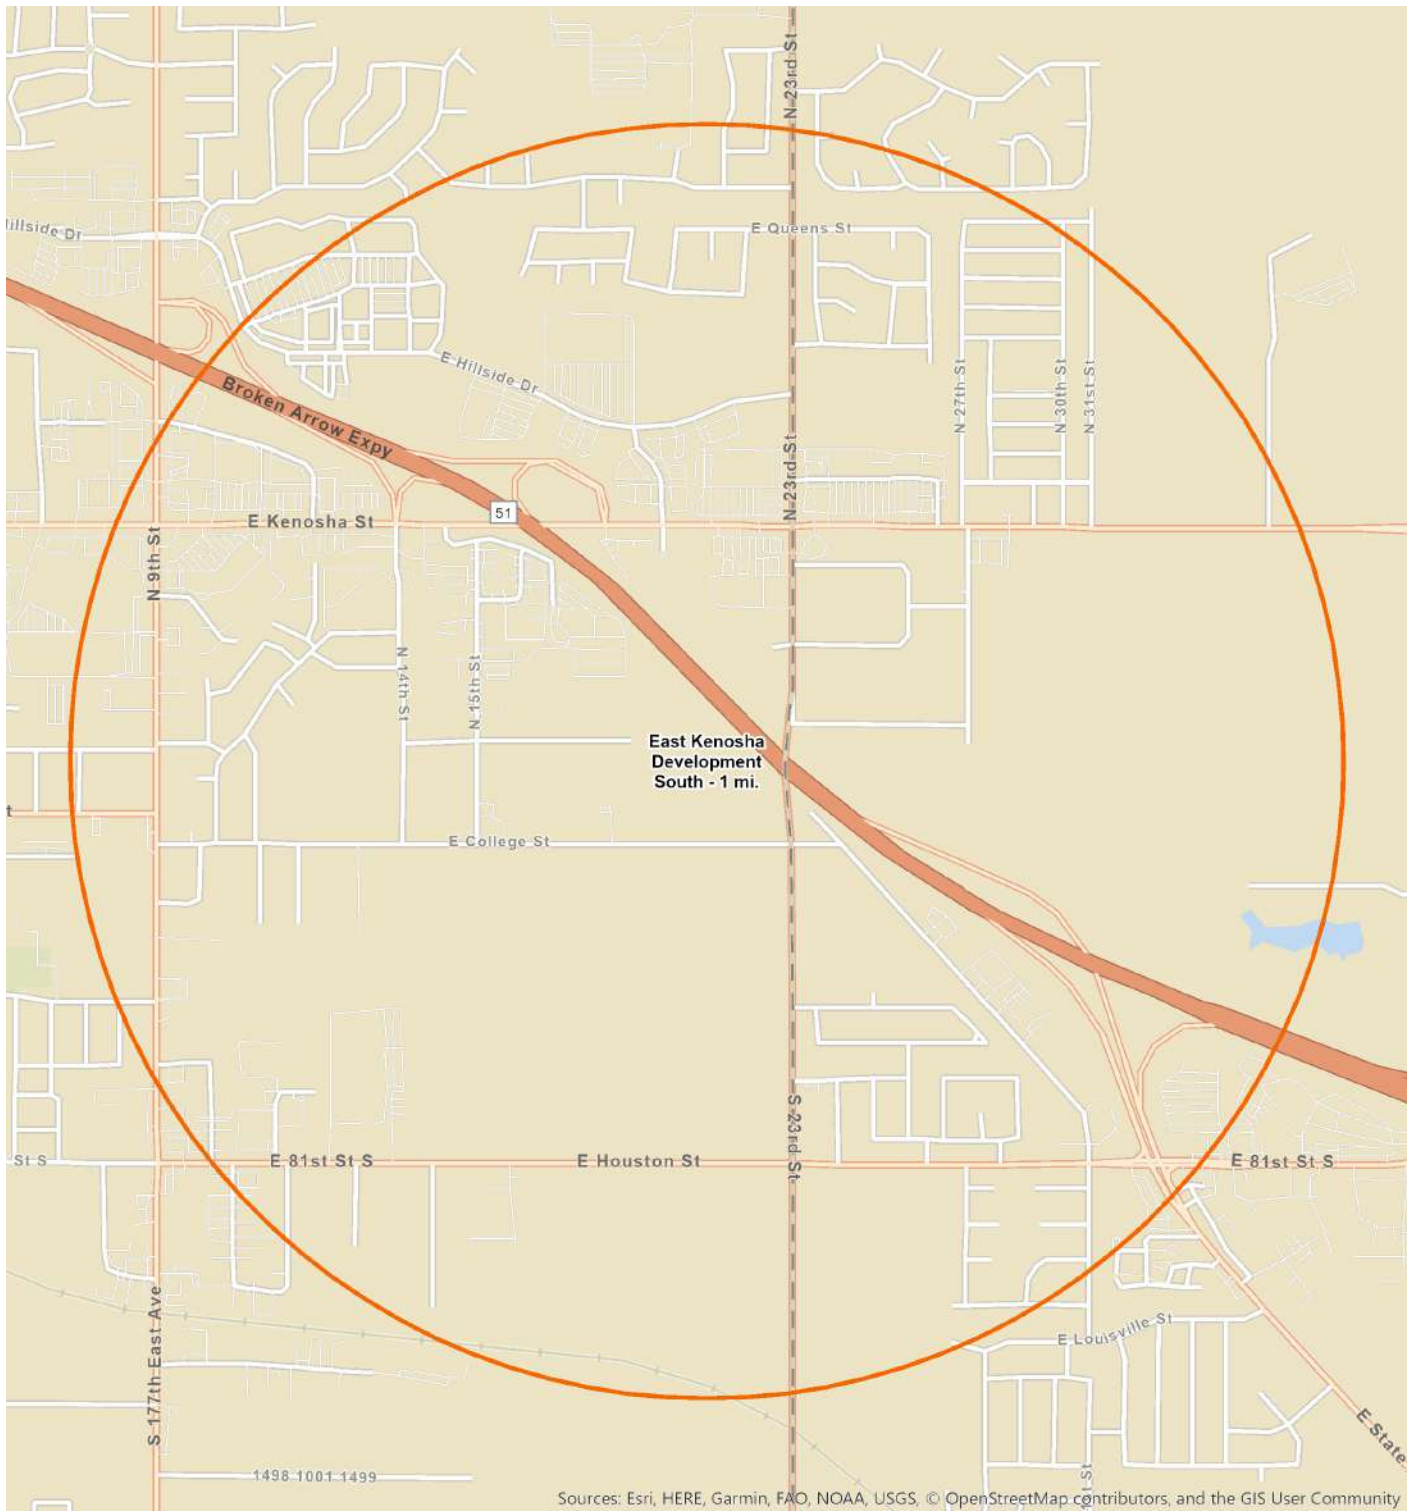 N 23rd St
illside Dr
E Queens St
E Hillside Dr
Broken Arrow Expy
N 27th St
N 30th St
N 31st St
N 23rd St
51
E Kenosha St
N 9th St
N 14th St
N 15th St
East Kenosha
Development
South - 1 mi.
t
E College St
S 23rd St
St S
E 81st St S
E Houston St
E 81st St S
S 177th East Ave
E Louisville St
E State
1498 1001 1499
St
Sources: Esri, HERE, Garmin, FAO, NOAA, USGS, © OpenStreetMap contributors, and the GIS User Community